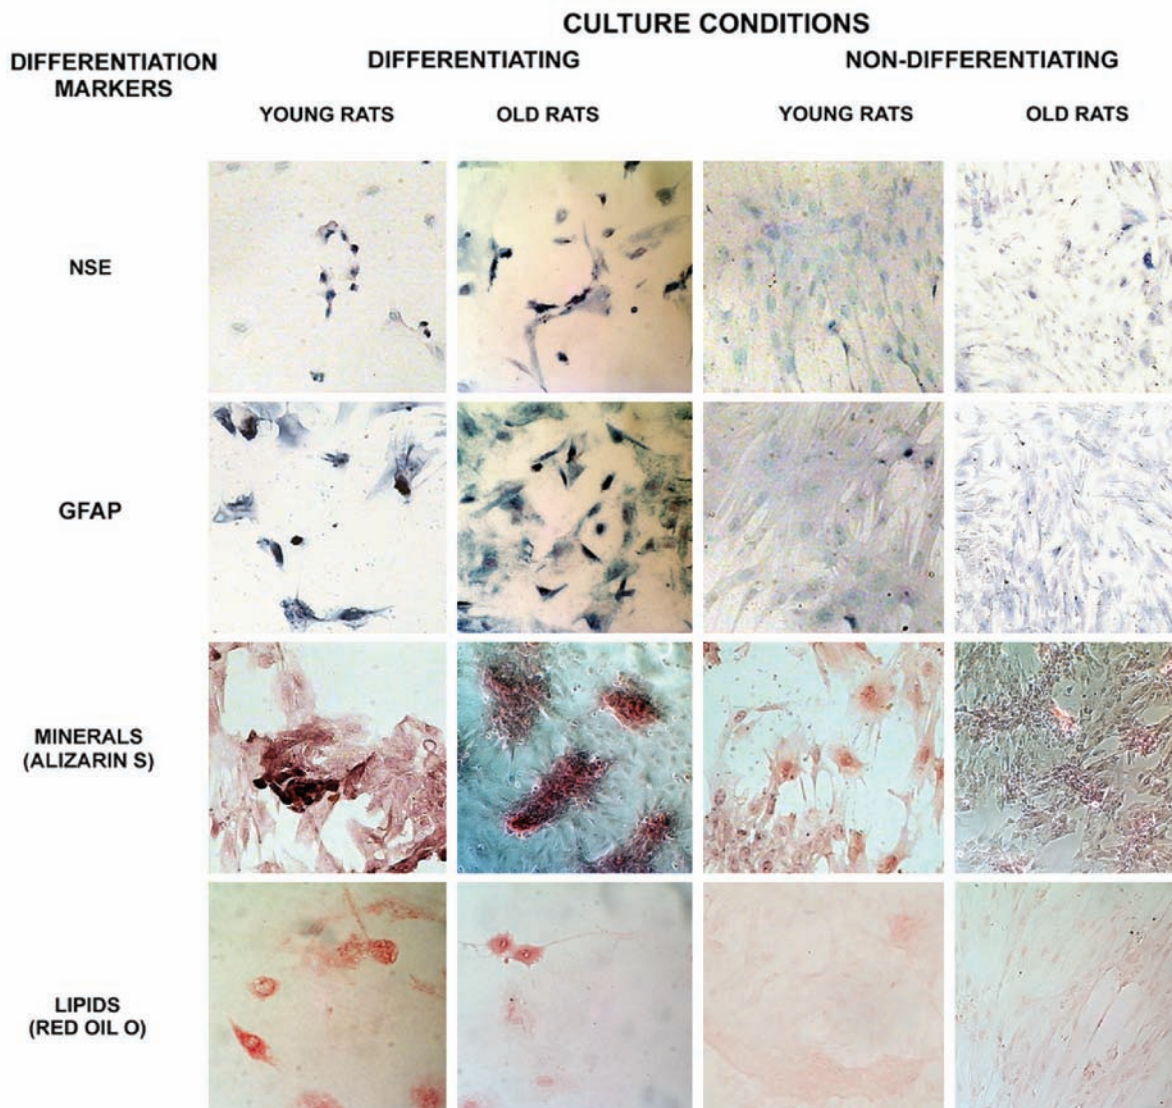 CULTURE CONDITIONS
DIFFERENTIATION
MARKERS
DIFFERENTIATING
NON-DIFFERENTIATING
YOUNG RATS
OLD RATS
YOUNG RATS
OLD RATS
NSE
GFAP
MINERALS
(ALIZARIN S)
LIPIDS
(RED OIL O)